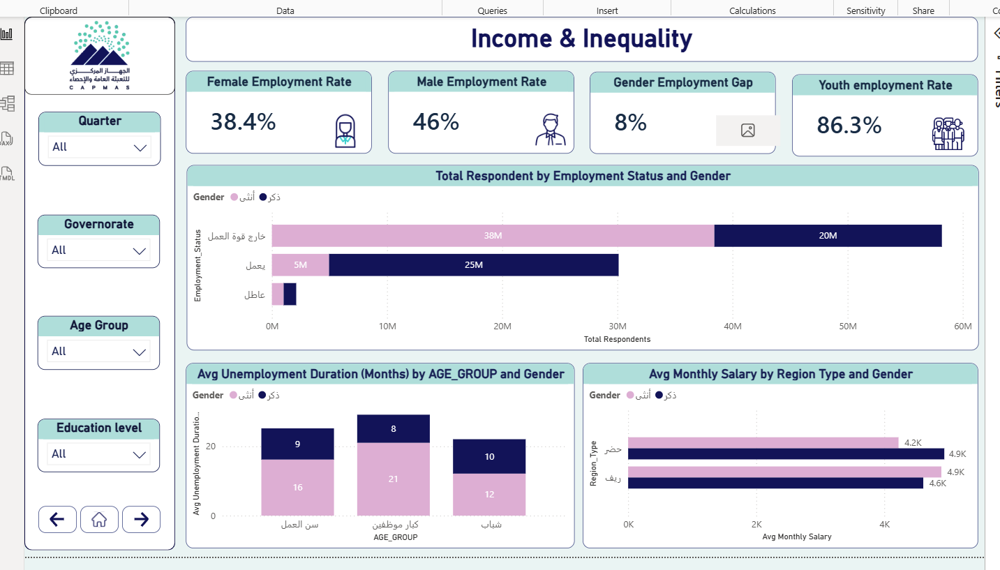 Clipboard
Data
Queries
Insert
Calculations
Sensitivity
Share
الجهاز المركزي
للتعبئة العامة والإحصاء
CAPMAS
Income & Inequality
Female Employment Rate
38.4%
Male Employment Rate
46%
Gender Employment Gap
8%
Youth employment Rate
86.3%
Quarter
All
Governorate
All
Age Group
All
Education level
All
Total Respondent by Employment Status and Gender
Gender أنثى ذكر
Employment_Status
خارج قوة العمل
38M
20M
يعمل
5M
25M
عاطل
0M 10M 20M 30M 40M 50M 60M
Total Respondents
Avg Unemployment Duration (Months) by AGE_GROUP and Gender
Gender أنثى ذكر
Avg Unemployment Duratio...
20
0
9
16
8
21
10
12
سن العمل
كبار موظفين
شباب
AGE_GROUP
Avg Monthly Salary by Region Type and Gender
Gender أنثى ذكر
Region_Type
حضر
4.2K
4.9K
ريف
4.9K
4.6K
0K 2K 4K
Avg Monthly Salary